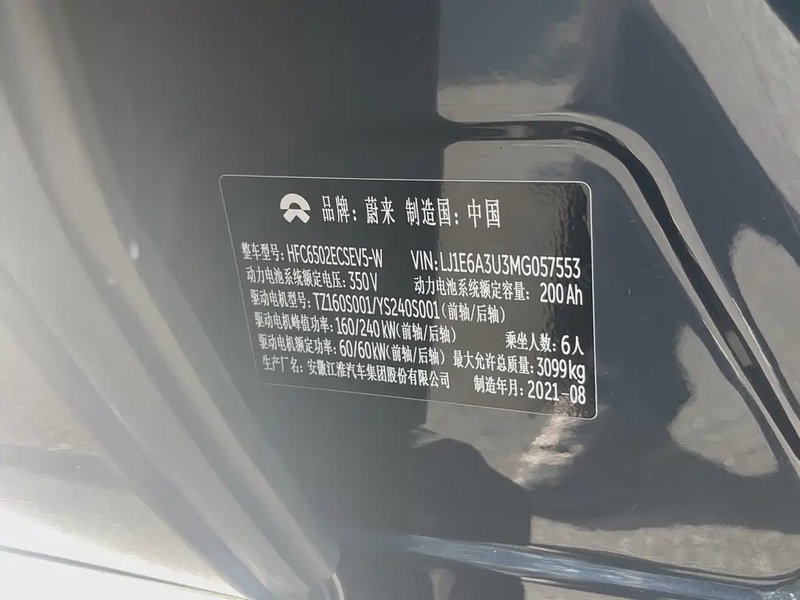 品牌: 蔚来 制造国: 中国
整车型号: HFC6502ECSEV5-W VIN: LJ1E6A3U3MG057553
动力电池系统额定电压: 350V 动力电池系统额定容量: 200Ah
驱动电机型号: TZ160S001/YS240S001(前轴/后轴)
驱动电机峰值功率: 160/240kW(前轴/后轴) 乘坐人数: 6人
驱动电机额定功率: 60/60kW(前轴/后轴) 最大允许总质量: 3099kg
生产厂名: 安徽江淮汽车集团股份有限公司 制造年月: 2021-08